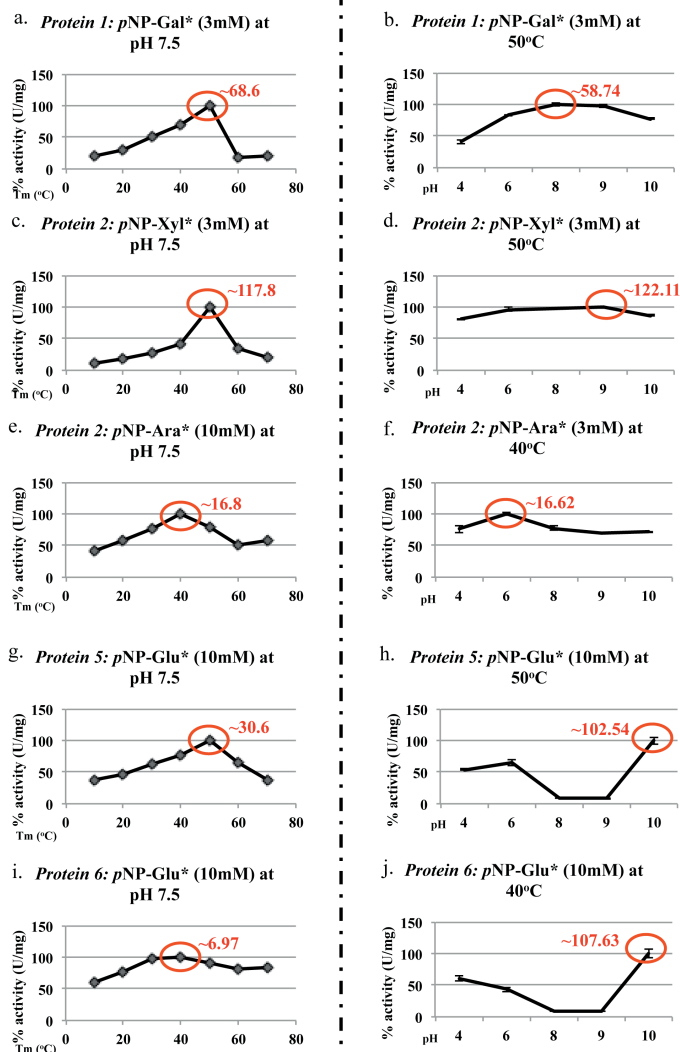 a. Protein 1: pNP-Gal* (3mM) at
pH 7.5
% activity (U/mg)
150
100
50
0
~68.6
Tm (°C)
0 20 40 60 80
b. Protein 1: pNP-Gal* (3mM) at
50°C
% activity (U/mg)
150
100
50
0
~58.74
pH 4 6 8 9 10
c. Protein 2: pNP-Xyl* (3mM) at
pH 7.5
% activity (U/mg)
150
100
50
0
~117.8
Tm (°C)
0 20 40 60 80
d. Protein 2: pNP-Xyl* (3mM) at
50°C
% activity (U/mg)
150
100
50
0
~122.11
pH 4 6 8 9 10
e. Protein 2: pNP-Ara* (10mM) at
pH 7.5
% activity (U/mg)
150
100
50
0
~16.8
Tm (°C)
0 20 40 60 80
f. Protein 2: pNP-Ara* (3mM) at
40°C
% activity (U/mg)
150
100
50
0
~16.62
pH 4 6 8 9 10
g. Protein 5: pNP-Glu* (10mM) at
pH 7.5
% activity (U/mg)
150
100
50
0
~30.6
Tm (°C) 0 20 40 60 80
h. Protein 5: pNP-Glu* (10mM) at
50°C
% activity (U/mg)
150
100
50
0
~102.54
pH 4 6 8 9 10
i. Protein 6: pNP-Glu* (10mM) at
pH 7.5
% activity (U/mg)
150
100
50
0
~6.97
Tm (°C) 0 20 40 60 80
j. Protein 6: pNP-Glu* (10mM) at
40°C
% activity (U/mg)
150
100
50
0
~107.63
pH 4 6 8 9 10